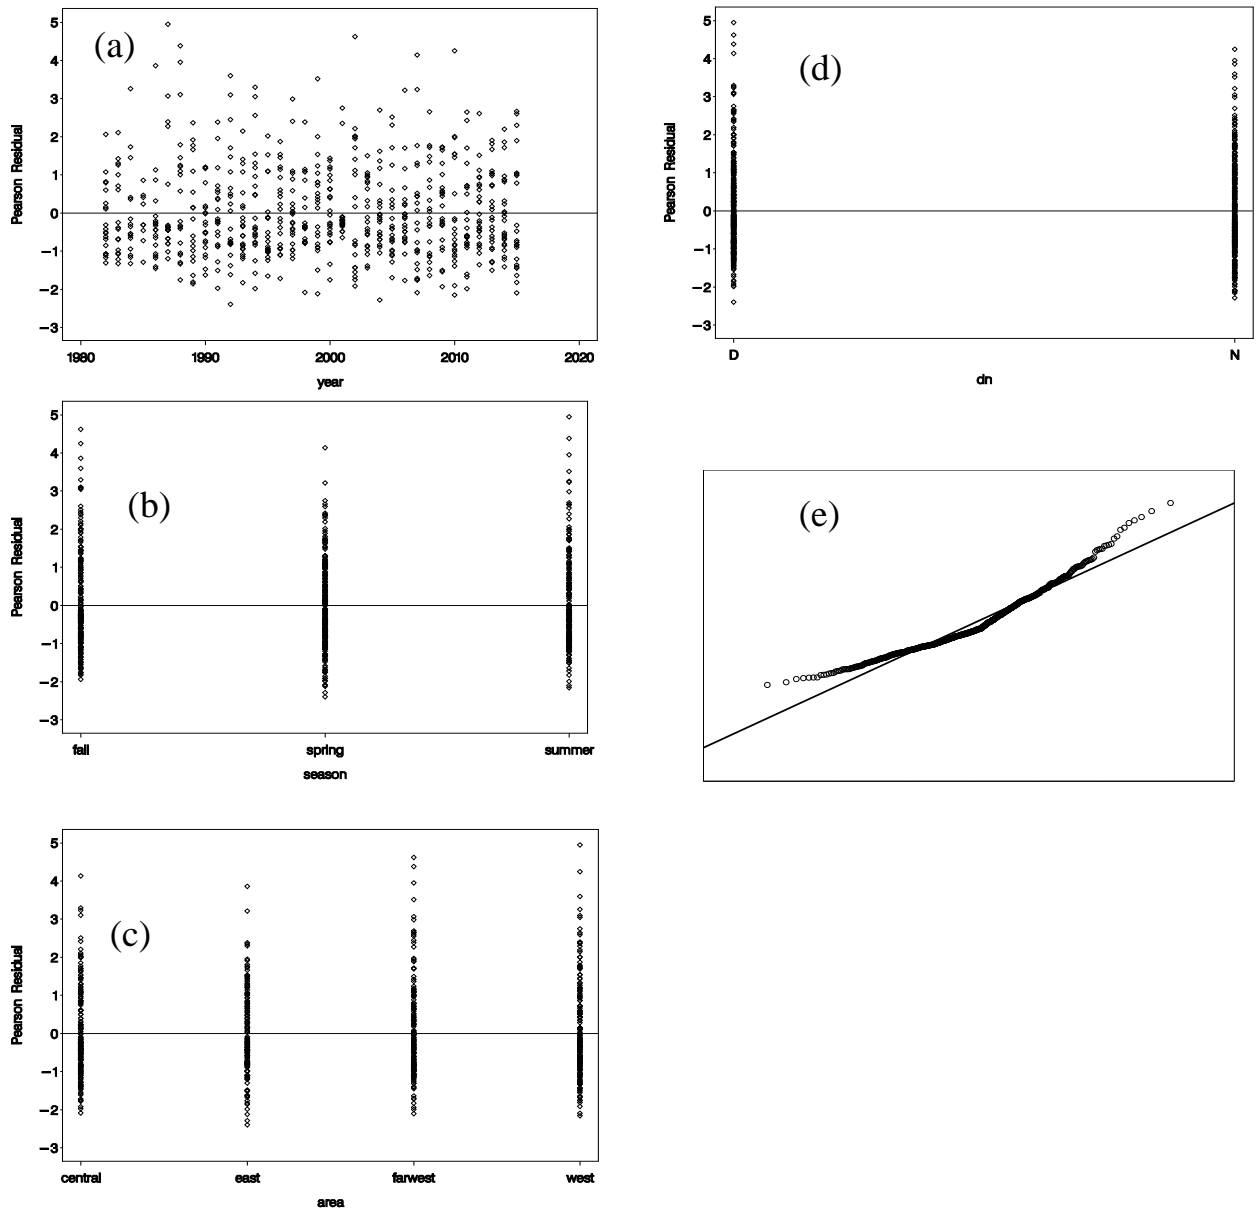 (a)
Pearson Residual
5
4
3
2
1
0
−1
−2
−3
1980 1990 2000 2010 2020
year
(b)
Pearson Residual
5
4
3
2
1
0
−1
−2
−3
fall spring summer
season
(c)
Pearson Residual
5
4
3
2
1
0
−1
−2
−3
central east farwest west
area
(d)
Pearson Residual
5
4
3
2
1
0
−1
−2
−3
D N
dn
(e)